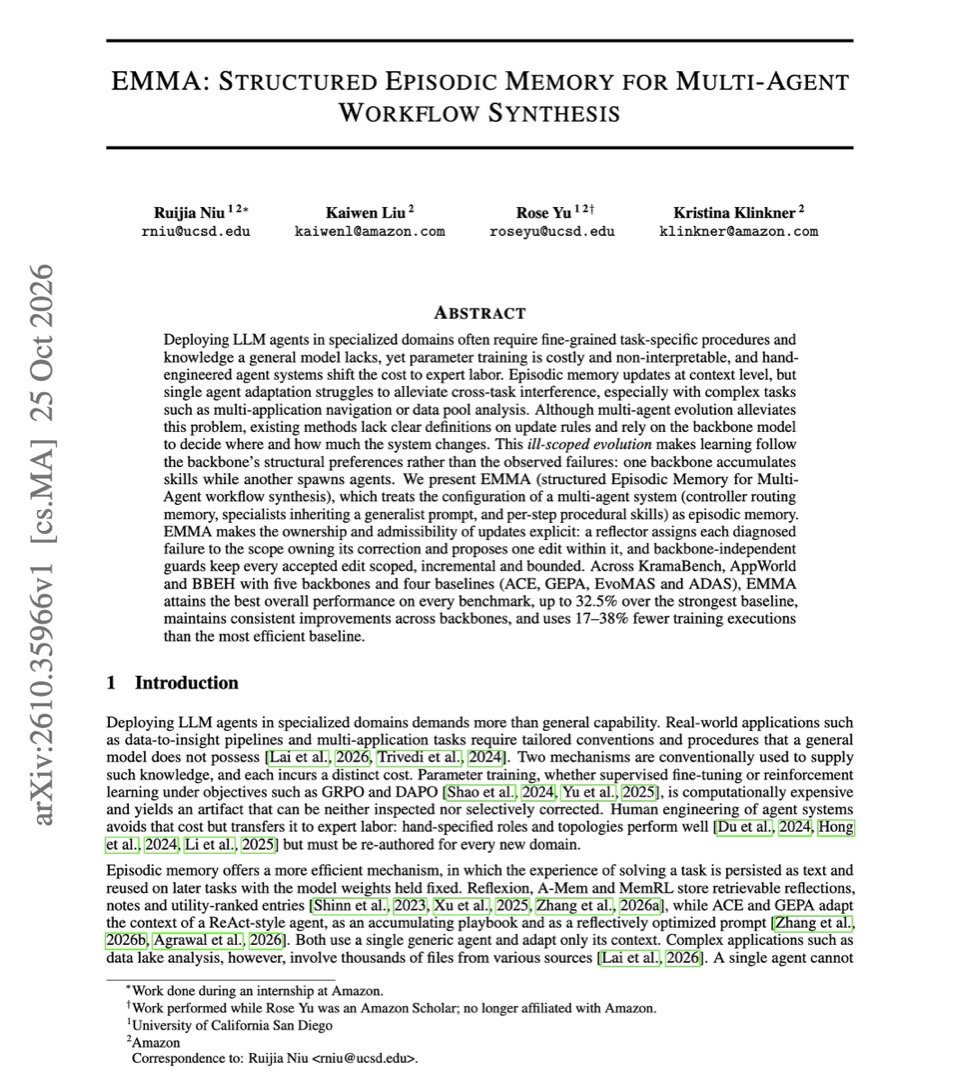 EMMA: STRUCTURED EPISODIC MEMORY FOR MULTI-AGENT
WORKFLOW SYNTHESIS
Ruijia Niu 1 2* Kaiwen Liu 2 Rose Yu 1 2† Kristina Klinkner 2
rniu@ucsd.edu kaiwenl@amazon.com roseyu@ucsd.edu klinkner@amazon.com
arXiv:2610.35966v1 [cs.MA] 25 Oct 2026
ABSTRACT
Deploying LLM agents in specialized domains often require fine-grained task-specific procedures and
knowledge a general model lacks, yet parameter training is costly and non-interpretable, and hand-
engineered agent systems shift the cost to expert labor. Episodic memory updates at context level, but
single agent adaptation struggles to alleviate cross-task interference, especially with complex tasks
such as multi-application navigation or data pool analysis. Although multi-agent evolution alleviates
this problem, existing methods lack clear definitions on update rules and rely on the backbone model
to decide where and how much the system changes. This ill-scoped evolution makes learning follow
the backbone's structural preferences rather than the observed failures: one backbone accumulates
skills while another spawns agents. We present EMMA (structured Episodic Memory for Multi-
Agent workflow synthesis), which treats the configuration of a multi-agent system (controller routing
memory, specialists inheriting a generalist prompt, and per-step procedural skills) as episodic memory.
EMMA makes the ownership and admissibility of updates explicit: a reflector assigns each diagnosed
failure to the scope owning its correction and proposes one edit within it, and backbone-independent
guards keep every accepted edit scoped, incremental and bounded. Across KramaBench, AppWorld
and BBEH with five backbones and four baselines (ACE, GEPA, EvoMAS and ADAS), EMMA
attains the best overall performance on every benchmark, up to 32.5% over the strongest baseline,
maintains consistent improvements across backbones, and uses 17–38% fewer training executions
than the most efficient baseline.
1 Introduction
Deploying LLM agents in specialized domains demands more than general capability. Real-world applications such
as data-to-insight pipelines and multi-application tasks require tailored conventions and procedures that a general
model does not possess [Lai et al., 2026, Trivedi et al., 2024]. Two mechanisms are conventionally used to supply
such knowledge, and each incurs a distinct cost. Parameter training, whether supervised fine-tuning or reinforcement
learning under objectives such as GRPO and DAPO [Shao et al., 2024, Yu et al., 2025], is computationally expensive
and yields an artifact that can be neither inspected nor selectively corrected. Human engineering of agent systems
avoids that cost but transfers it to expert labor: hand-specified roles and topologies perform well [Du et al., 2024, Hong
et al., 2024, Li et al., 2025] but must be re-authored for every new domain.
Episodic memory offers a more efficient mechanism, in which the experience of solving a task is persisted as text and
reused on later tasks with the model weights held fixed. Reflexion, A-Mem and MemRL store retrievable reflections,
notes and utility-ranked entries [Shinn et al., 2023, Xu et al., 2025, Zhang et al., 2026a], while ACE and GEPA adapt
the context of a ReAct-style agent, as an accumulating playbook and as a reflectively optimized prompt [Zhang et al.,
2026b, Agrawal et al., 2026]. Both use a single generic agent and adapt only its context. Complex applications such as
data lake analysis, however, involve thousands of files from various sources [Lai et al., 2026]. A single agent cannot
*Work done during an internship at Amazon.
†Work performed while Rose Yu was an Amazon Scholar; no longer affiliated with Amazon.
1University of California San Diego
2Amazon
Correspondence to: Ruijia Niu <rniu@ucsd.edu>.